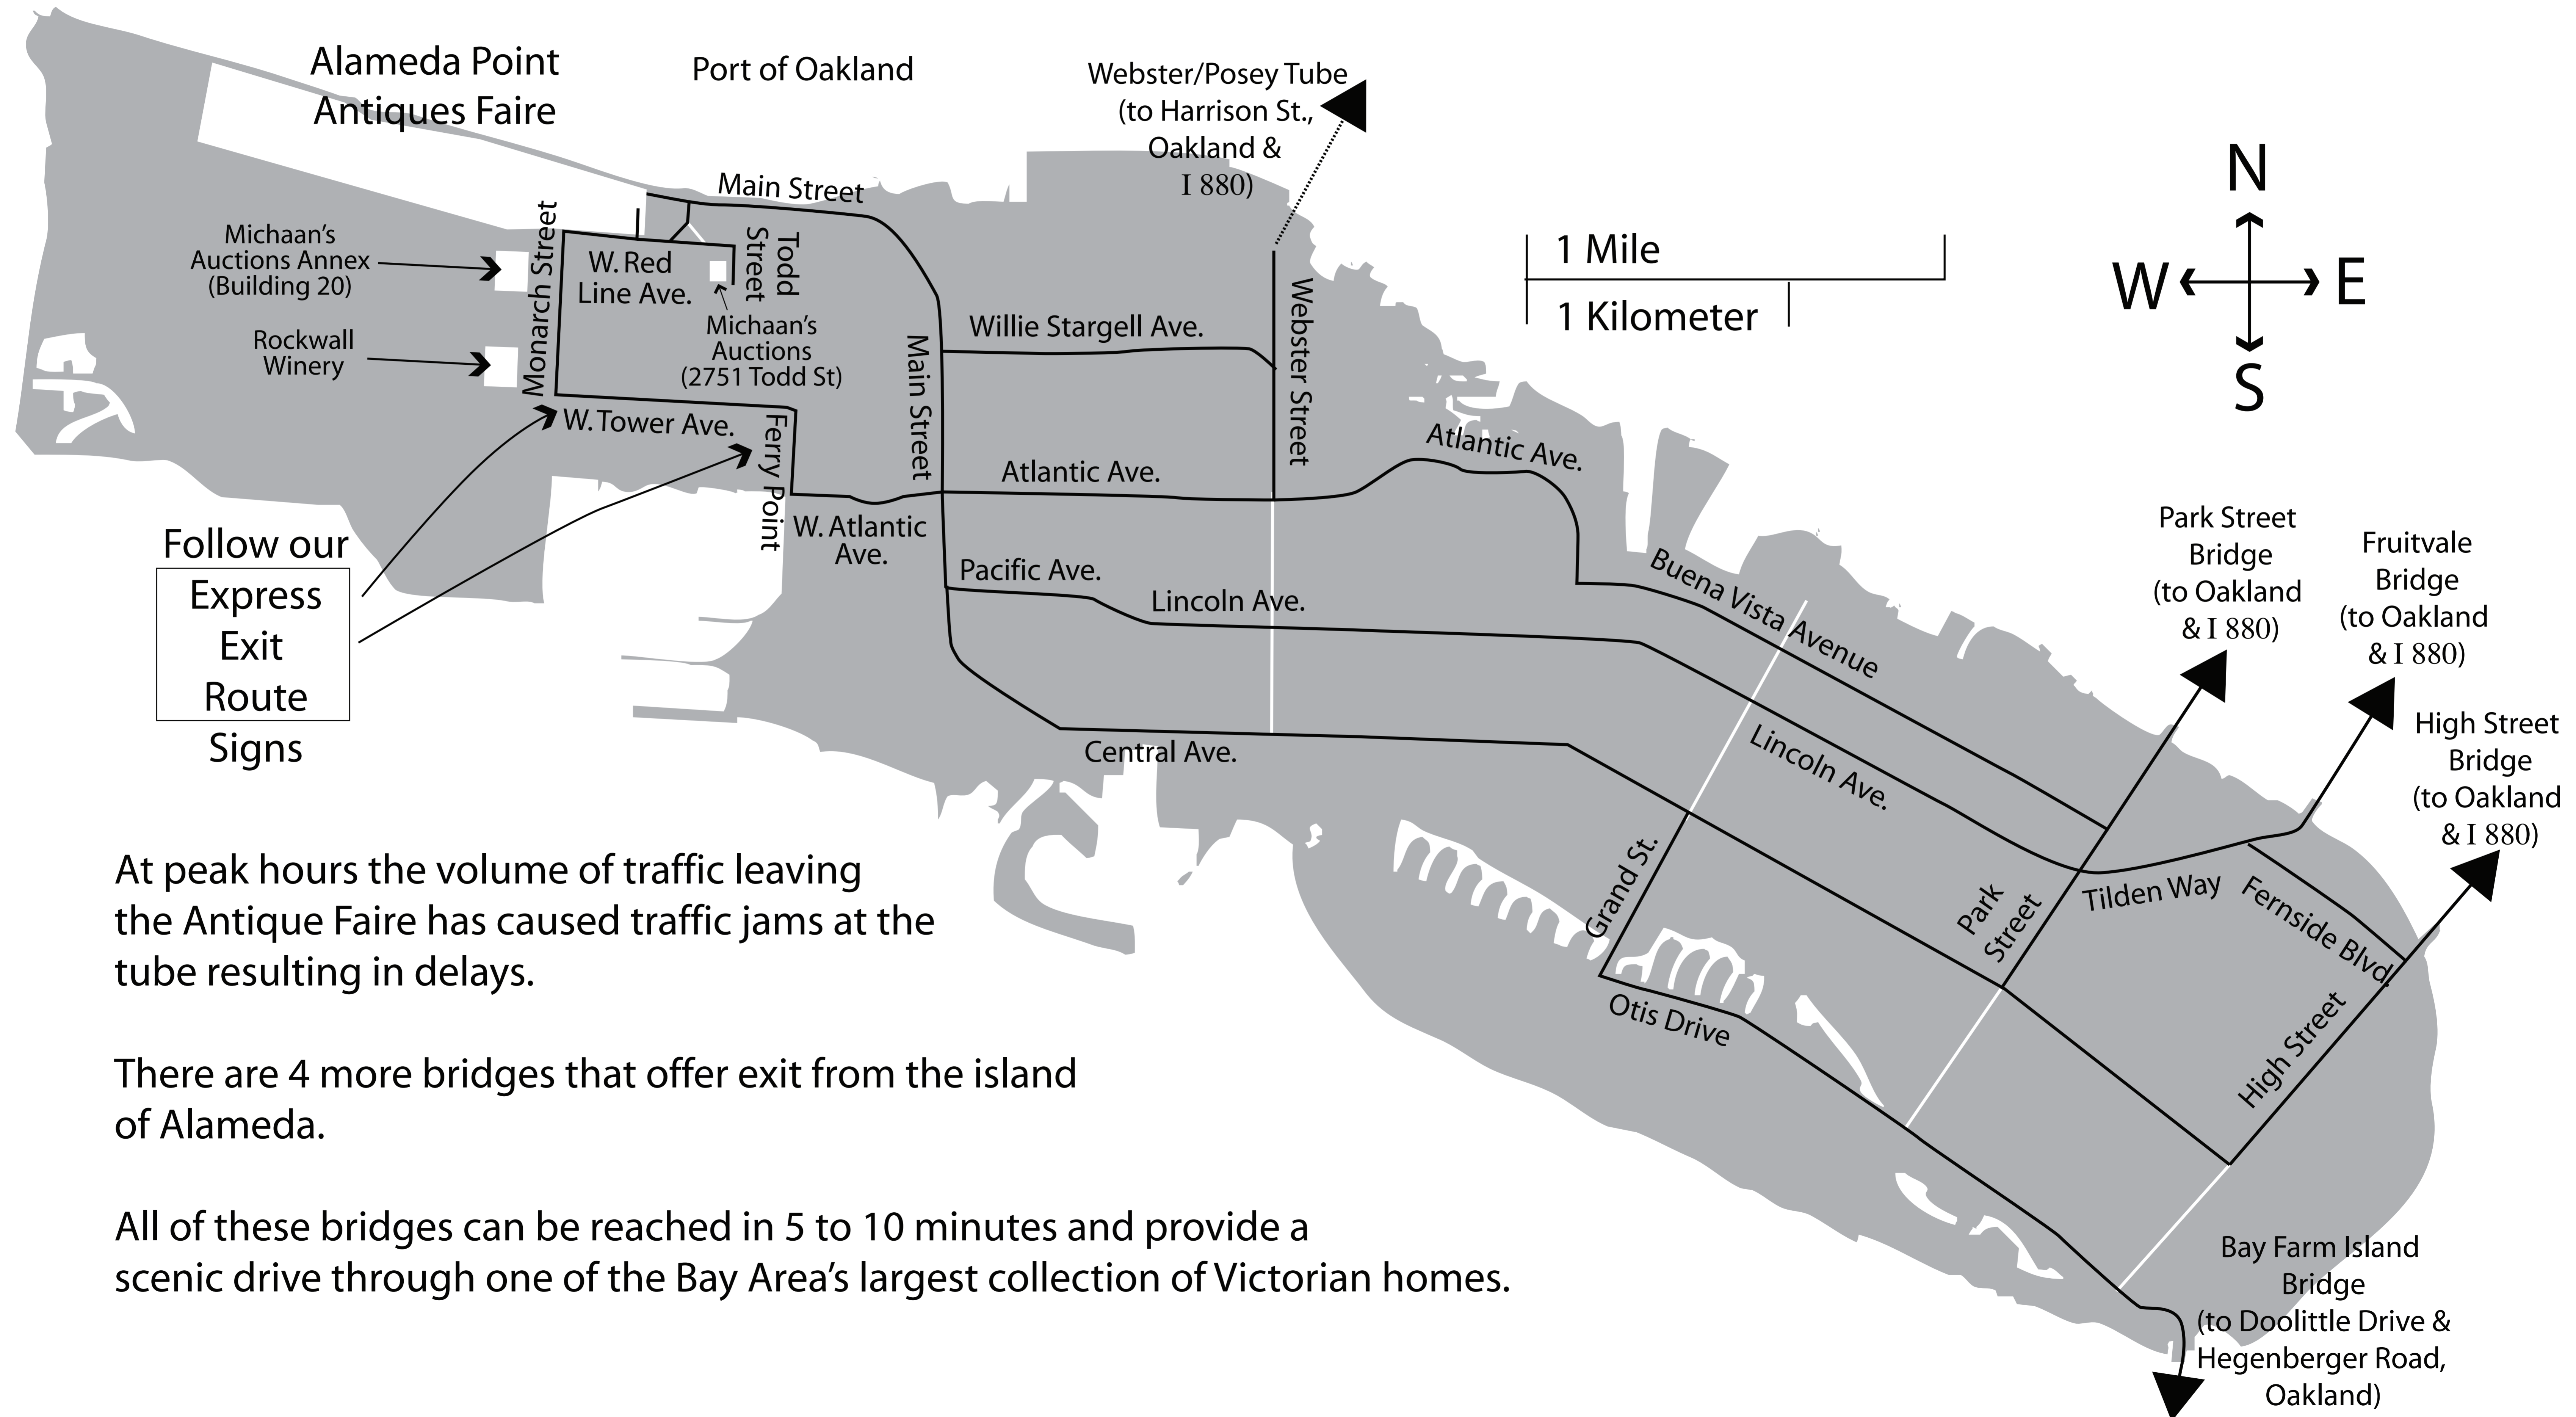 Alameda Point
Antiques Faire
Port of Oakland
Webster/Posey Tube
(to Harrison St.,
Oakland &
I 880)
Main Street
N
W
E
S
1 Mile
1 Kilometer
Michaan's
Auctions Annex
(Building 20)
Rockwall
Winery
Monarch Street
W. Red
Line Ave.
Todd
Street
Michaan's
Auctions
(2751 Todd St)
Main Street
Willie Stargell Ave.
Webster Street
W. Tower Ave.
Ferry Point
Atlantic Ave.
Atlantic Ave.
W. Atlantic
Ave.
Follow our
Express
Exit
Route
Signs
Pacific Ave.
Lincoln Ave.
Buena Vista Avenue
Park Street
Bridge
(to Oakland
& I 880)
Fruitvale
Bridge
(to Oakland
& I 880)
High Street
Bridge
(to Oakland
& I 880)
Central Ave.
Lincoln Ave.
Grand St.
Park
Street
Tilden Way
Fernside Blvd.
Otis Drive
High Street
At peak hours the volume of traffic leaving
the Antique Faire has caused traffic jams at the
tube resulting in delays.
There are 4 more bridges that offer exit from the island
of Alameda.
All of these bridges can be reached in 5 to 10 minutes and provide a
scenic drive through one of the Bay Area's largest collection of Victorian homes.
Bay Farm Island
Bridge
(to Doolittle Drive &
Hegenberger Road,
Oakland)